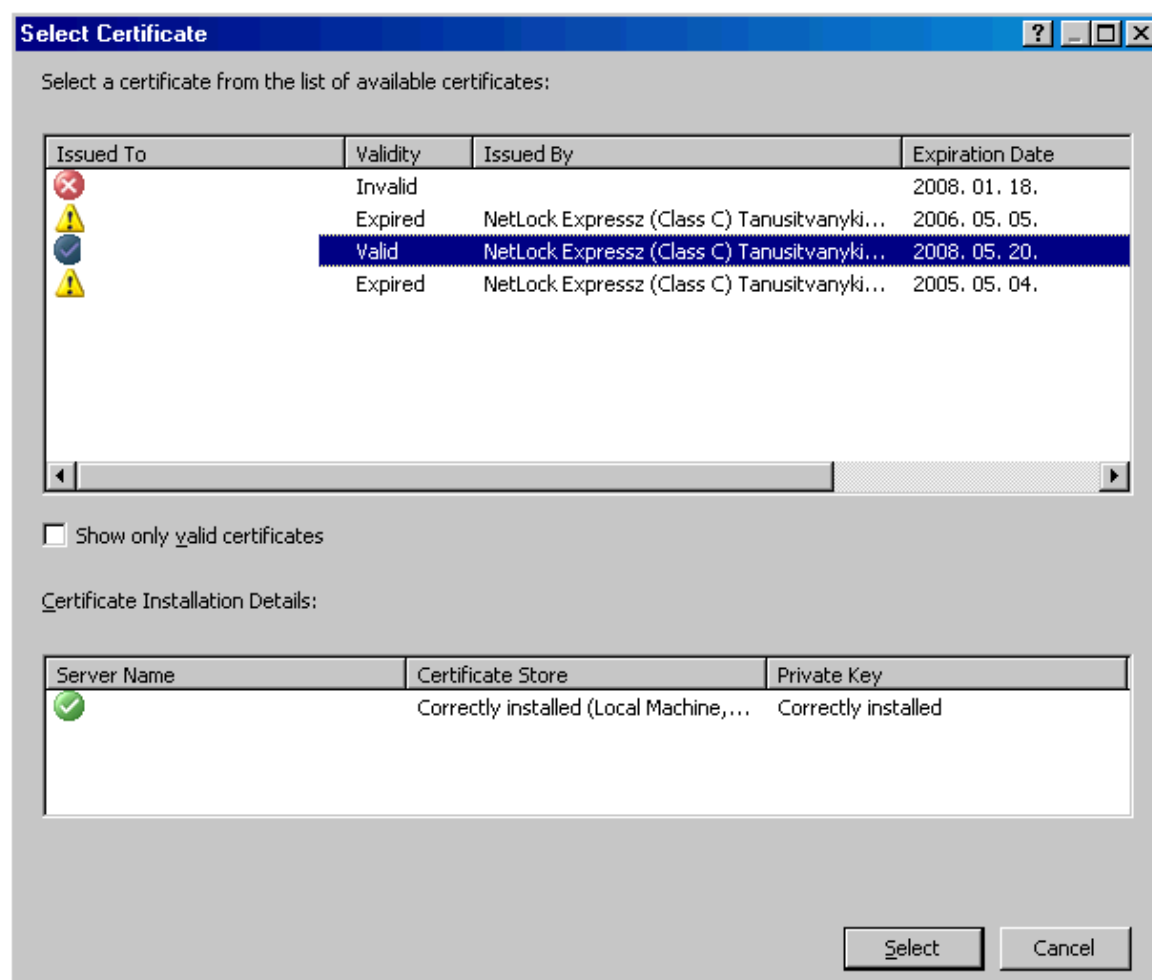 Select Certificate
Select a certificate from the list of available certificates:
Issued To Validity Issued By Expiration Date
Invalid 2008. 01. 18.
Expired NetLock Expressz (Class C) Tanusitvanyki... 2006. 05. 05.
Valid NetLock Expressz (Class C) Tanusitvanyki... 2008. 05. 20.
Expired NetLock Expressz (Class C) Tanusitvanyki... 2005. 05. 04.
Show only valid certificates
Certificate Installation Details:
Server Name Certificate Store Private Key
Correctly installed (Local Machine,... Correctly installed
Select Cancel